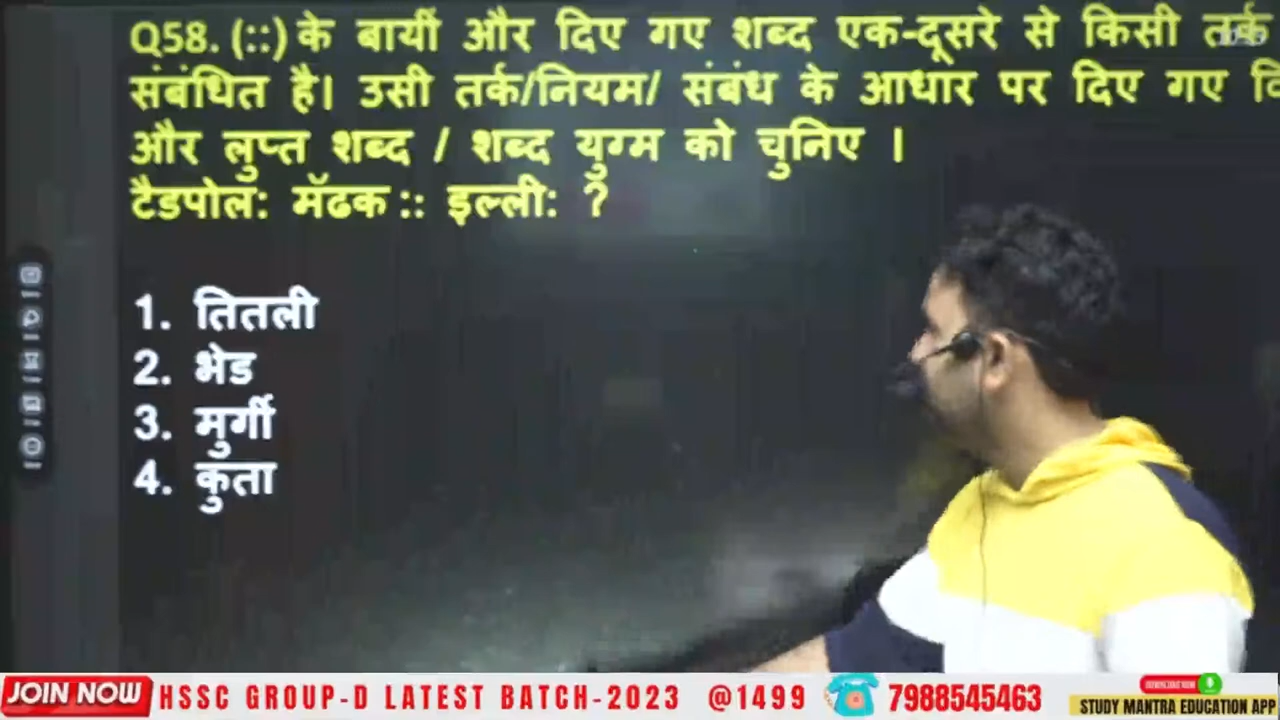 Q58. (::) के बायीं और दिए गए शब्द एक-दूसरे से किसी तर्क
संबंधित है। उसी तर्क/नियम/ संबंध के आधार पर दिए गए
और लुप्त शब्द / शब्द युग्म को चुनिए ।
टैडपोल: मॅढक :: इल्ली: ?
1. तितली
2. भेड
3. मुर्गी
4. कुता
JOIN NOW HSSC GROUP-D LATEST BATCH-2023 @1499 7988545463
STUDY MANTRA EDUCATION APP